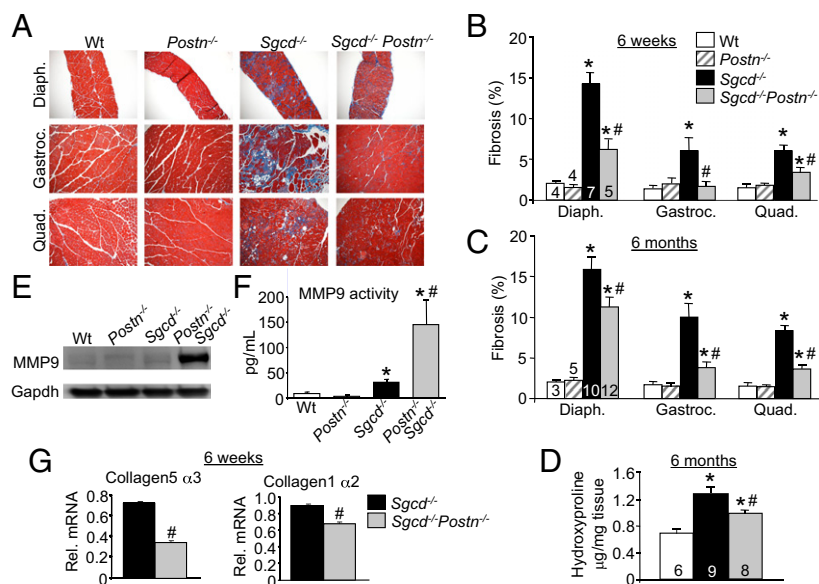 A
Wt
Postn-/-
Sgcd-/-
Sgcd-/- Postn-/-
Diaph.
Gastroc.
Quad.
B
6 weeks
Fibrosis (%)
20
15
10
5
0
Wt
Postn-/-
Sgcd-/-
Sgcd-/-Postn-/-
*
*#
*
#
*
*#
4
4
7
5
Diaph.
Gastroc.
Quad.
C
6 months
Fibrosis (%)
20
15
10
5
0
*
*#
*
*#
*
*#
3
5
10
12
Diaph.
Gastroc.
Quad.
E
Wt
Postn-/-
Sgcd-/-
Postn-/-
Sgcd-/-
MMP9
Gapdh
F
MMP9 activity
pg/mL
200
150
100
50
0
*
*#
Wt
Postn-/-
Sgcd-/-
Postn-/-
Sgcd-/-
G
6 weeks
Collagen5 α3
Rel. mRNA
0.8
0.6
0.4
0.2
0
#
Collagen1 α2
Rel. mRNA
1.0
0.8
0.6
0.4
0.2
0
#
Sgcd-/-
Sgcd-/-Postn-/-
D
6 months
Hydroxyproline
μg/mg tissue
1.6
1.2
0.8
0.4
0
*
*#
6
9
8